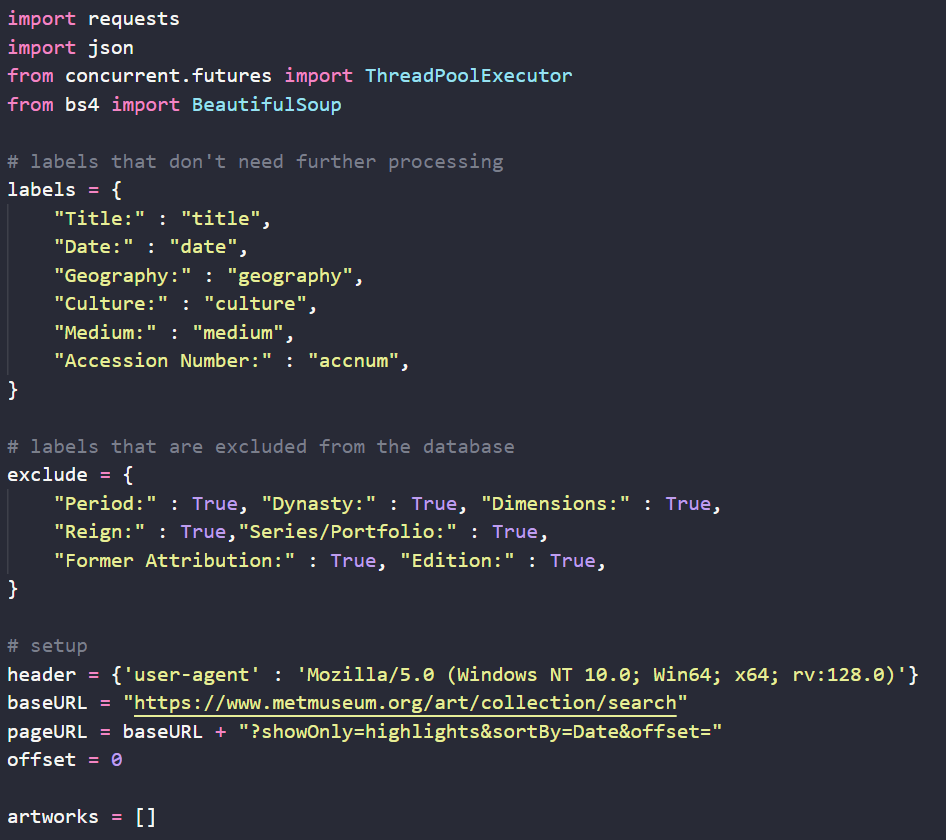 import requests
import json
from concurrent.futures import ThreadPoolExecutor
from bs4 import BeautifulSoup

# labels that don't need further processing
labels = {
    "Title:" : "title",
    "Date:" : "date",
    "Geography:" : "geography",
    "Culture:" : "culture",
    "Medium:" : "medium",
    "Accession Number:" : "accnum",
}

# labels that are excluded from the database
exclude = {
    "Period:" : True, "Dynasty:" : True, "Dimensions:" : True,
    "Reign:" : True,"Series/Portfolio:" : True,
    "Former Attribution:" : True, "Edition:" : True,
}

# setup
header = {'user-agent' : 'Mozilla/5.0 (Windows NT 10.0; Win64; x64; rv:128.0)'}
baseURL = "https://www.metmuseum.org/art/collection/search"
pageURL = baseURL + "?showOnly=highlights&sortBy=Date&offset="
offset = 0

artworks = []